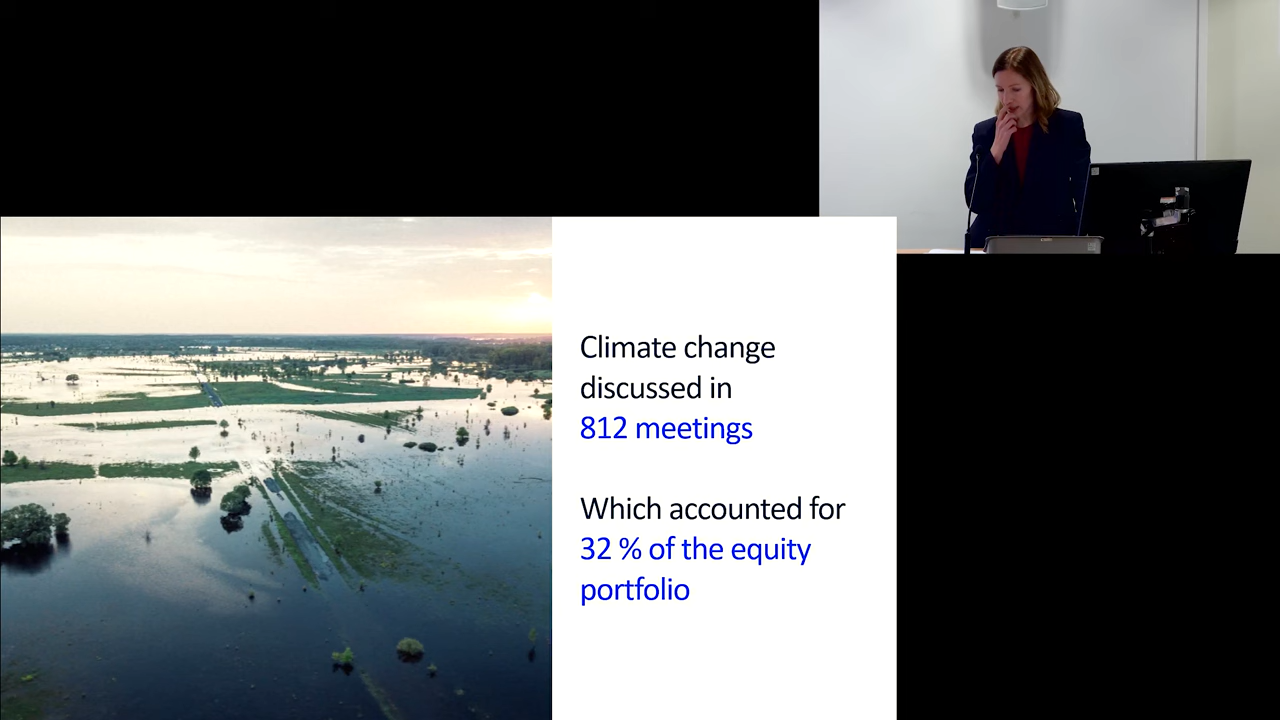 Climate change
discussed in
812 meetings
Which accounted for
32 % of the equity
portfolio